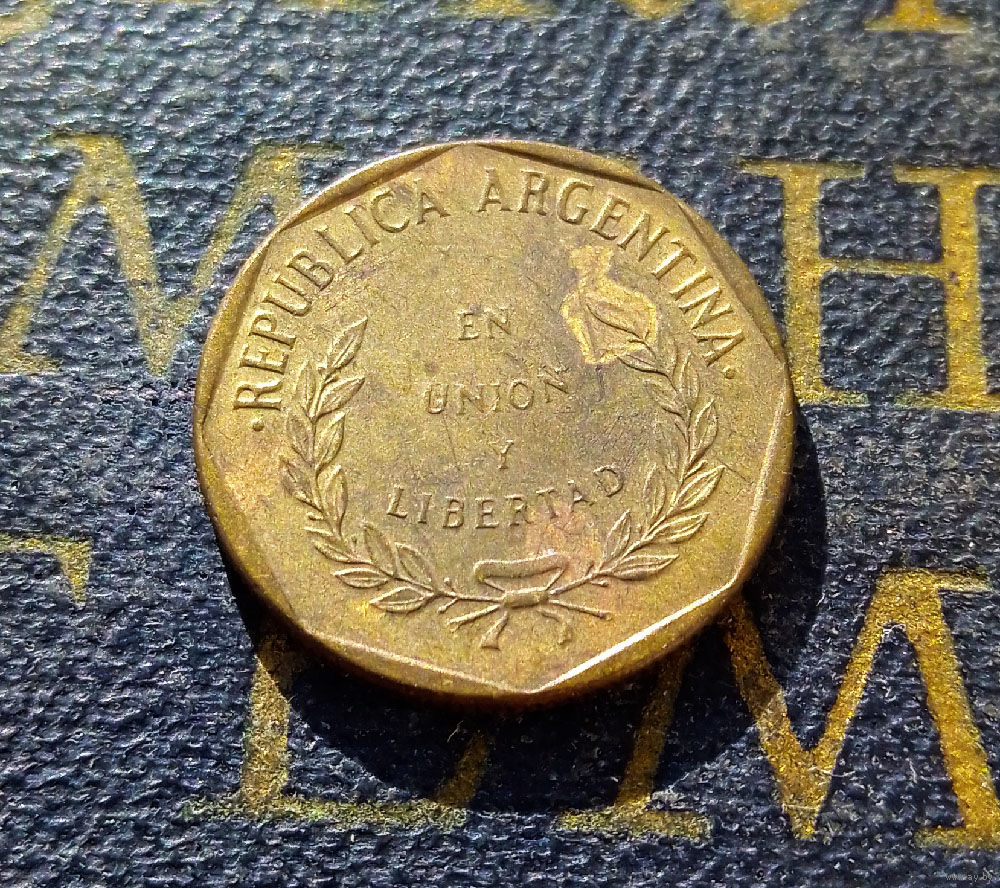 ·REPUBLICA ARGENTINA·
EN
UNION
Y
LIBERTAD